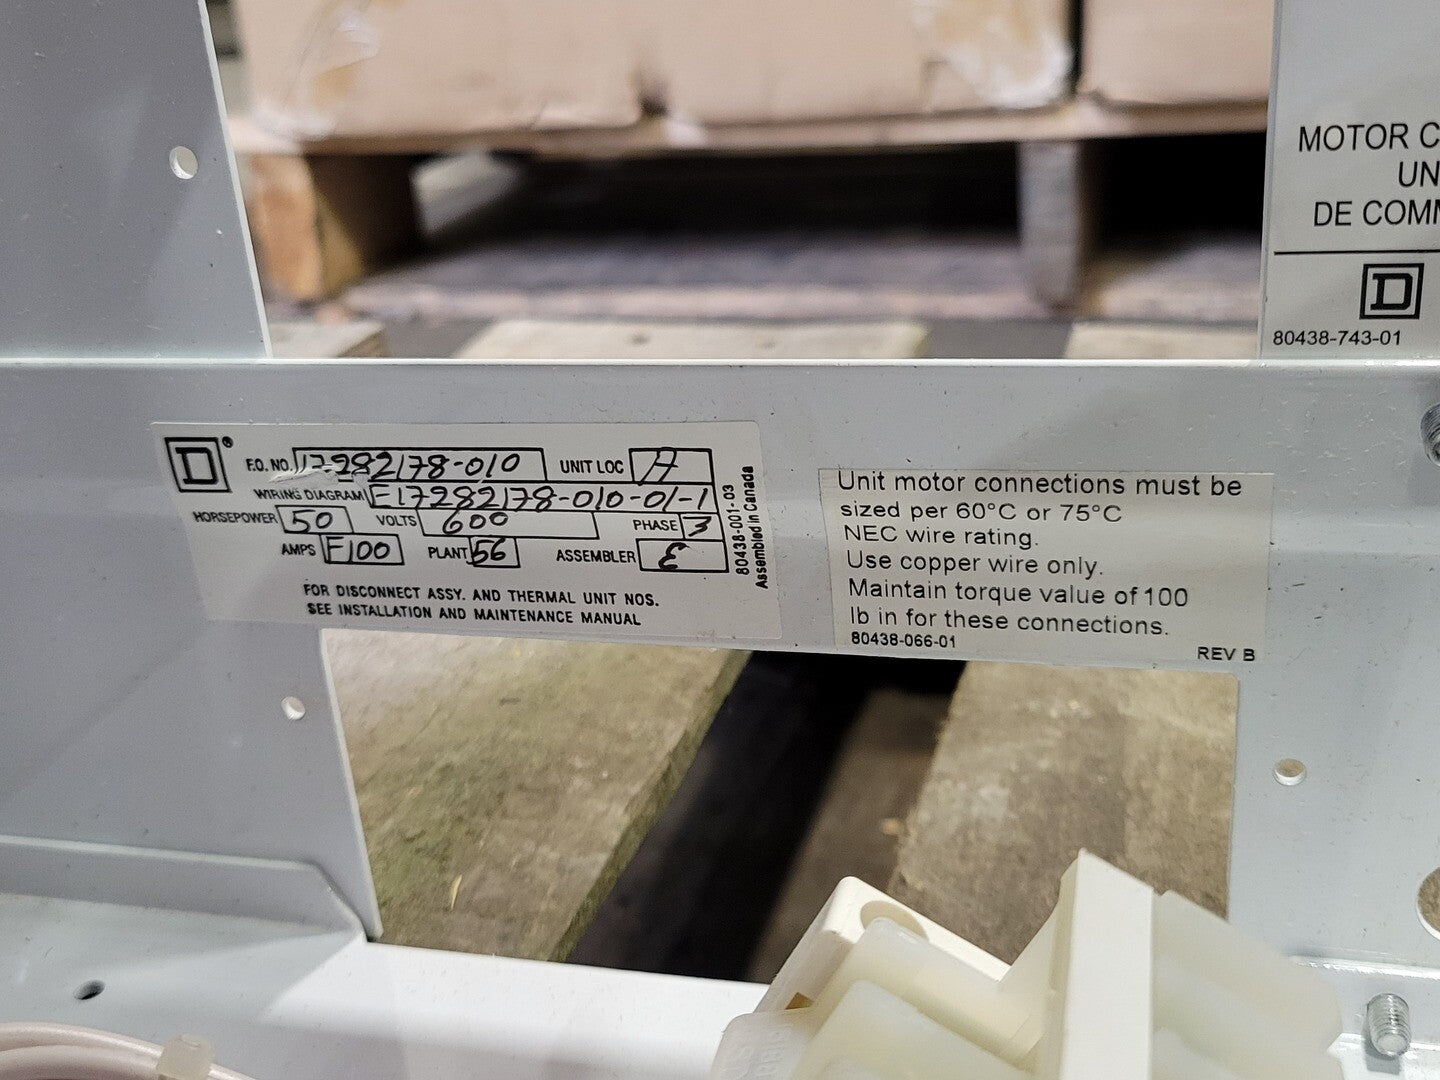 MOTOR C
UN
DE COMM
D
80438-743-01
D ®
F.O. NO. 17282178-010 UNIT LOC A
WIRING DIAGRAM E17282178-010-01-1
HORSEPOWER 50 VOLTS 600 PHASE 3
AMPS F100 PLANT 56 ASSEMBLER E
FOR DISCONNECT ASSY. AND THERMAL UNIT NOS.
SEE INSTALLATION AND MAINTENANCE MANUAL
80438-001-03
Assembled in Canada
Unit motor connections must be
sized per 60°C or 75°C
NEC wire rating.
Use copper wire only.
Maintain torque value of 100
lb in for these connections.
80438-066-01
REV B